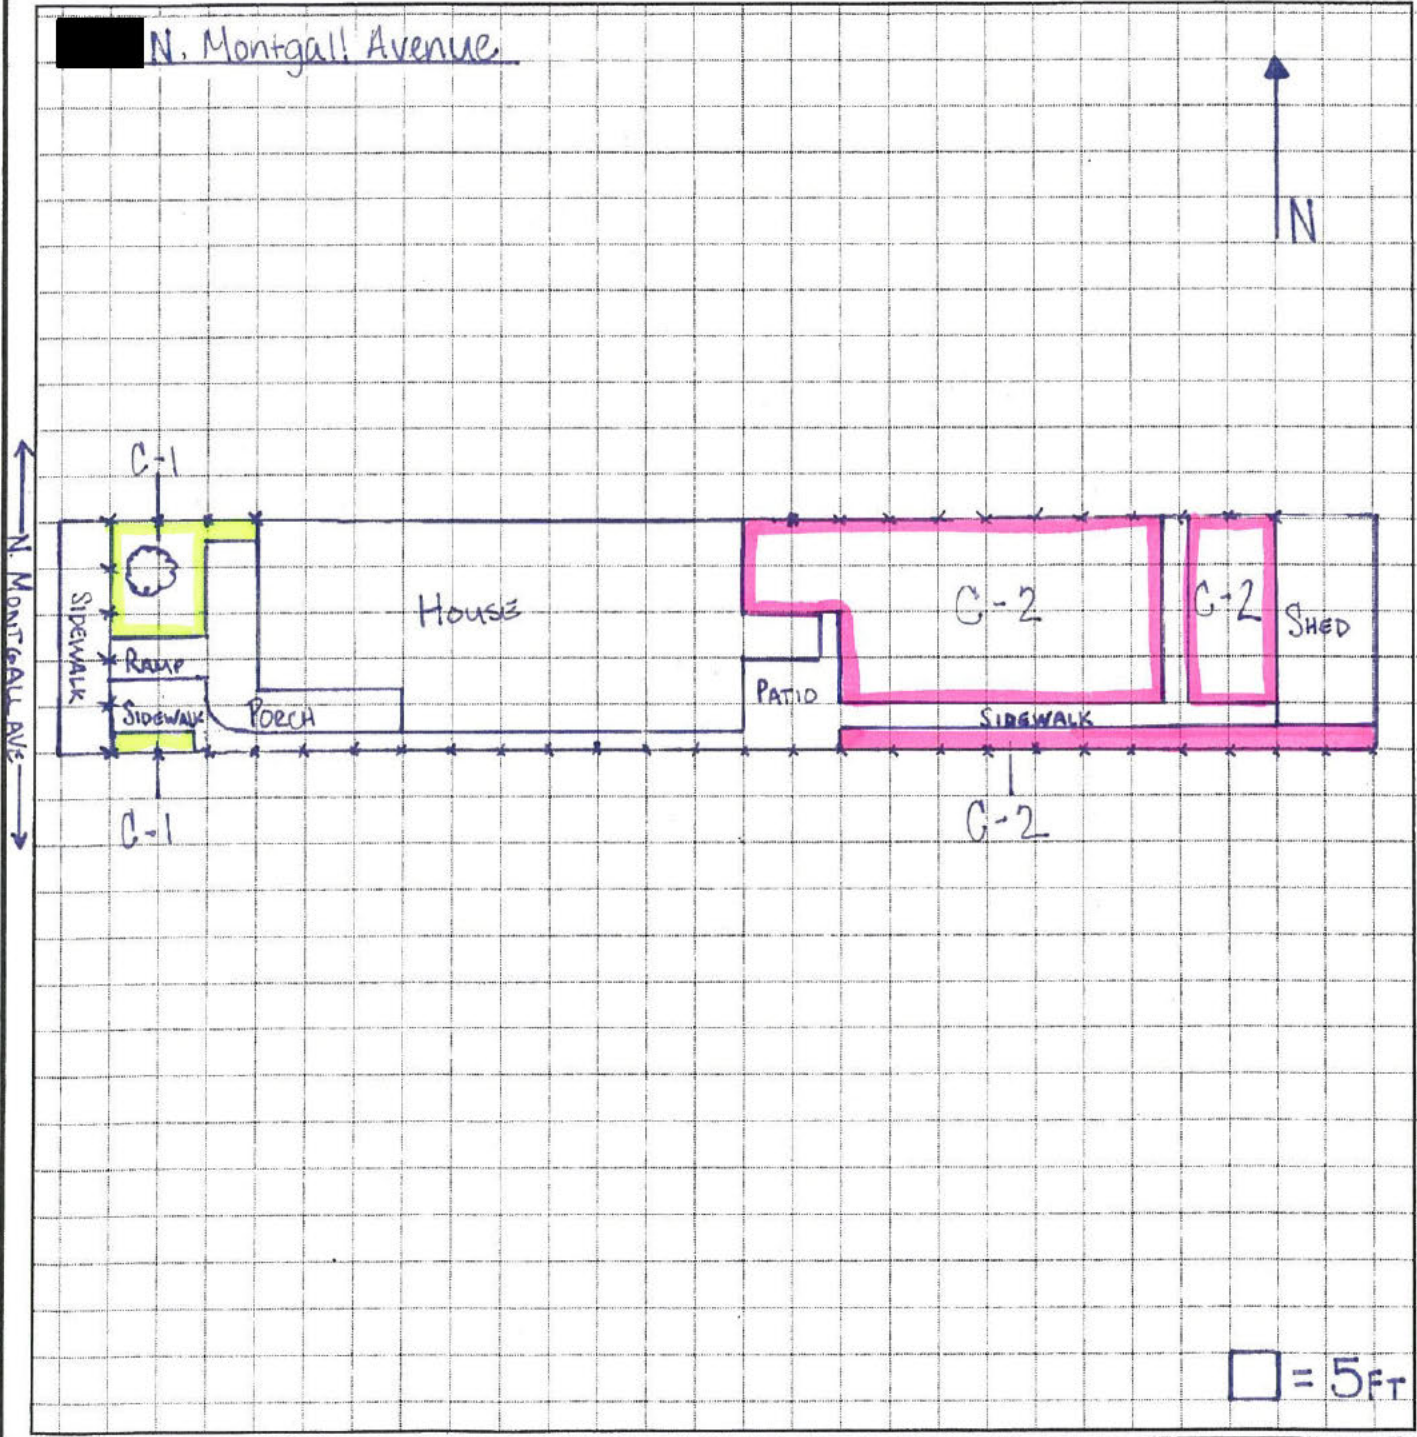 N. Montgall Avenue
N
C-1
N. MONTGALL AVE
SIDEWALK
HOUSE
C-2
C-2
SHED
RAMP
SIDEWALK
PORCH
PATIO
SIDEWALK
C-1
C-2
= 5FT